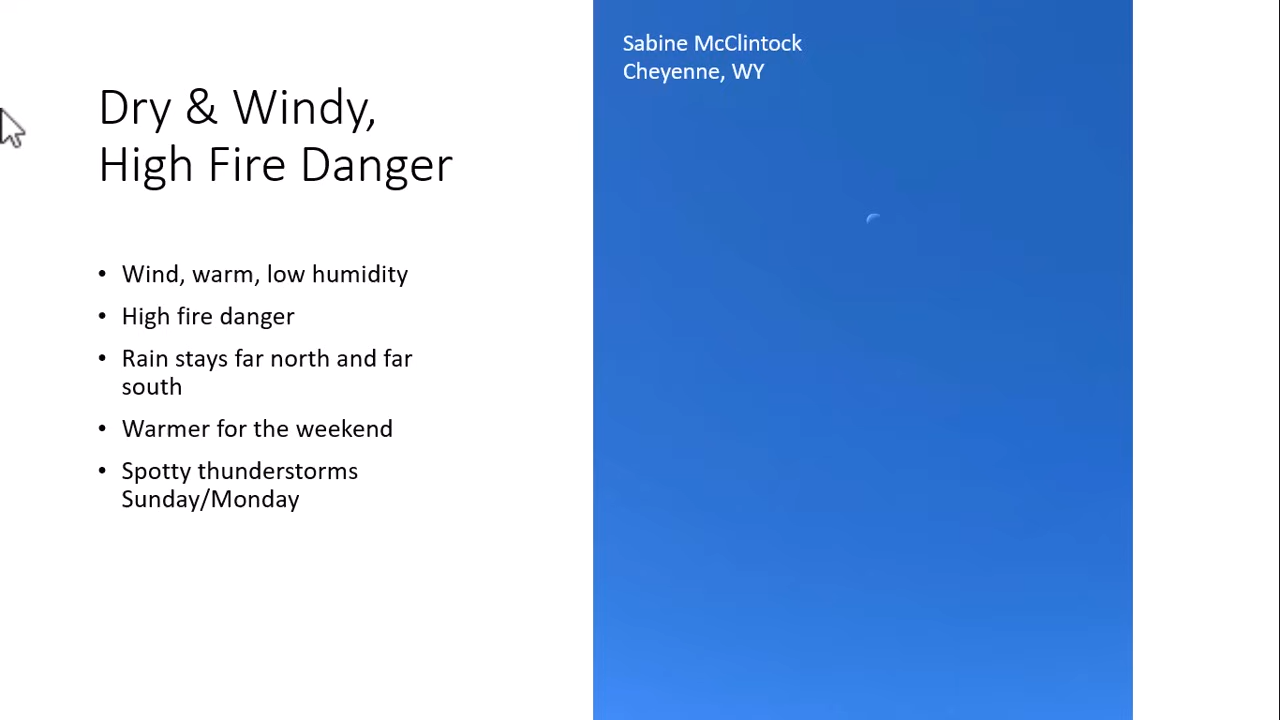 Dry & Windy,
High Fire Danger
• Wind, warm, low humidity
• High fire danger
• Rain stays far north and far
south
• Warmer for the weekend
• Spotty thunderstorms
Sunday/Monday
Sabine McClintock
Cheyenne, WY